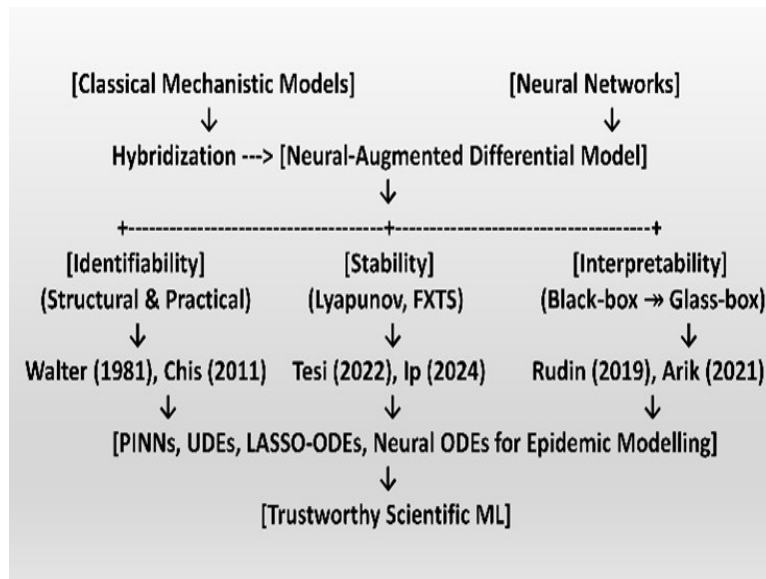 [Classical Mechanistic Models] [Neural Networks]
↓ ↓
Hybridization ---> [Neural-Augmented Differential Model]
↓
+-----------------------------------+-----------------------------------+
[Identifiability] [Stability] [Interpretability]
(Structural & Practical) (Lyapunov, FXTS) (Black-box ↠ Glass-box)
↓ ↓ ↓
Walter (1981), Chis (2011) Tesi (2022), Ip (2024) Rudin (2019), Arik (2021)
↓ ↓ ↓
[PINNs, UDEs, LASSO-ODEs, Neural ODEs for Epidemic Modelling]
↓
[Trustworthy Scientific ML]